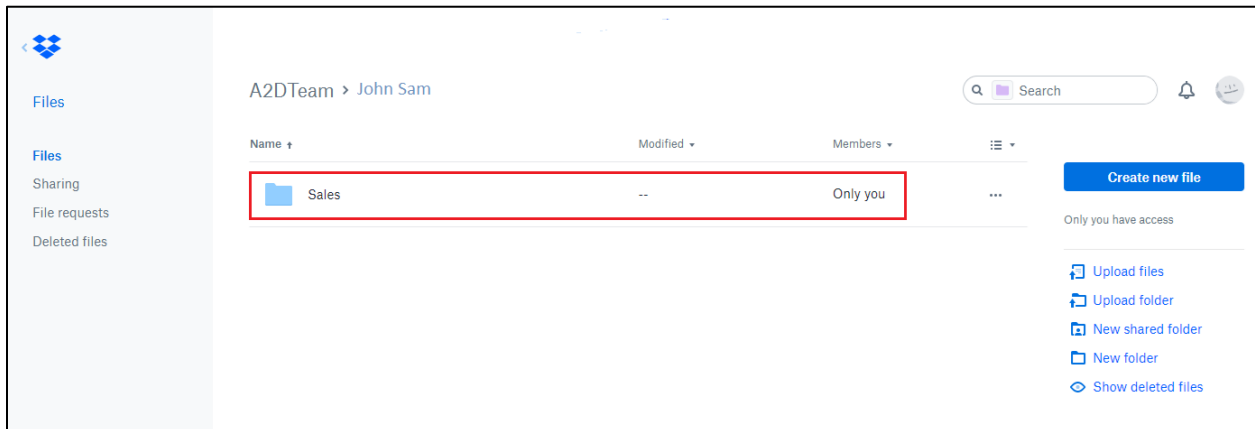 Files
Files
Sharing
File requests
Deleted files
A2DTeam > John Sam
Search
Name Modified Members
Sales -- Only you ...
Create new file
Only you have access
Upload files
Upload folder
New shared folder
New folder
Show deleted files